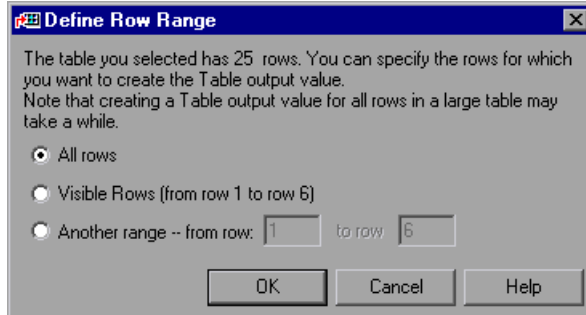 Define Row Range
The table you selected has 25 rows. You can specify the rows for which
you want to create the Table output value.
Note that creating a Table output value for all rows in a large table may
take a while.
All rows
Visible Rows (from row 1 to row 6)
Another range -- from row: 1 to row 6
OK Cancel Help